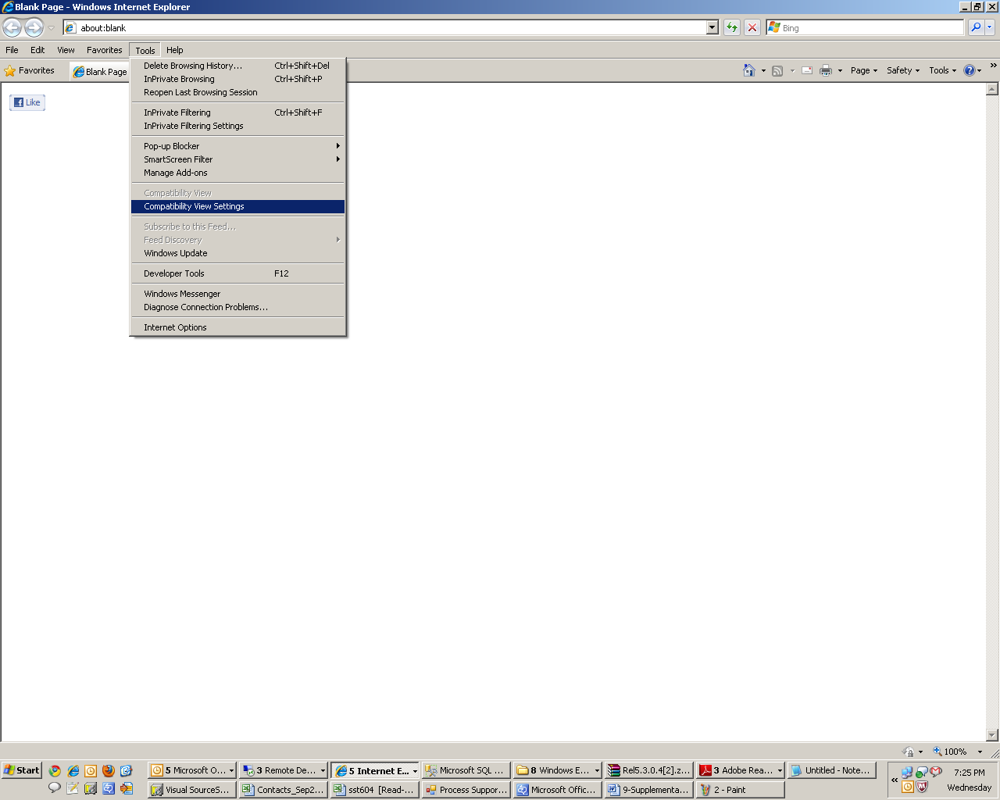 Blank Page - Windows Internet Explorer
about:blank
Bing
File Edit View Favorites Tools Help
Favorites Blank Page Page Safety Tools
Like
Delete Browsing History... Ctrl+Shift+Del
InPrivate Browsing Ctrl+Shift+P
Reopen Last Browsing Session
InPrivate Filtering Ctrl+Shift+F
InPrivate Filtering Settings
Pop-up Blocker
SmartScreen Filter
Manage Add-ons
Compatibility View
Compatibility View Settings
Subscribe to this Feed...
Feed Discovery
Windows Update
Developer Tools F12
Windows Messenger
Diagnose Connection Problems...
Internet Options
100%
Start 5 Microsoft O... 3 Remote De... 5 Internet E... Microsoft SQL ... 8 Windows E... Rel5.3.0.4[2].z... 3 Adobe Rea... Untitled - Note... 7:25 PM
Visual SourceS... Contacts_Sep2... sst604 [Read-... Process Suppor... Microsoft Offic... 9-Supplementa... 2 - Paint Wednesday